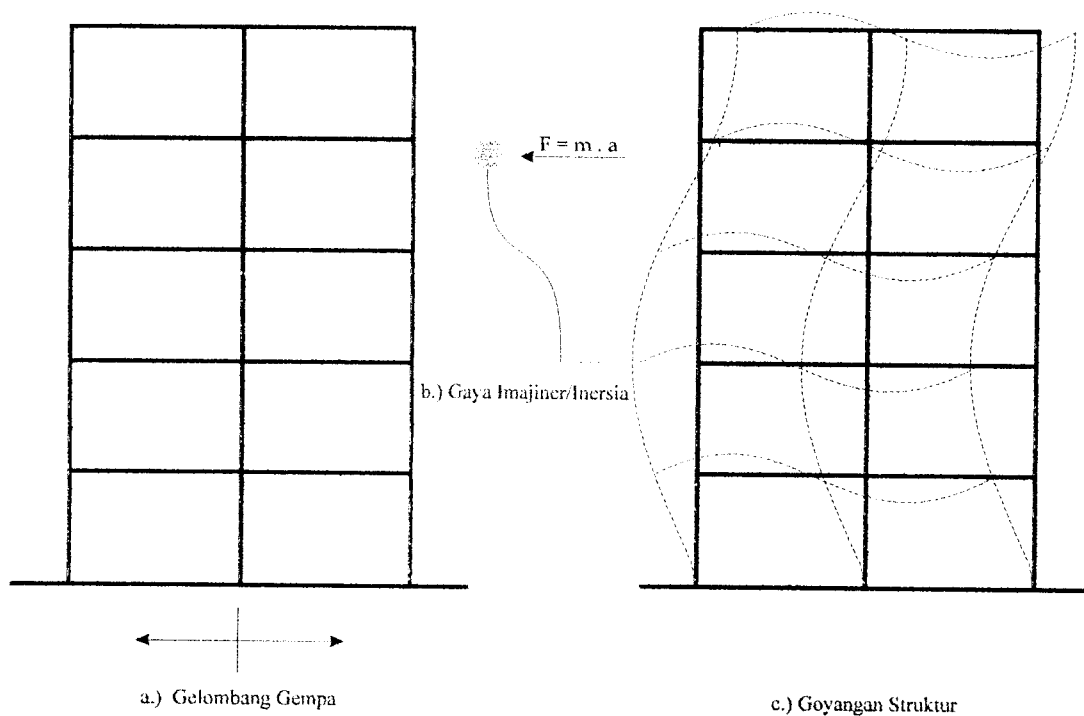 F = m . a
b.) Gaya Imajiner/Inersia
a.) Gelombang Gempa
c.) Goyangan Struktur